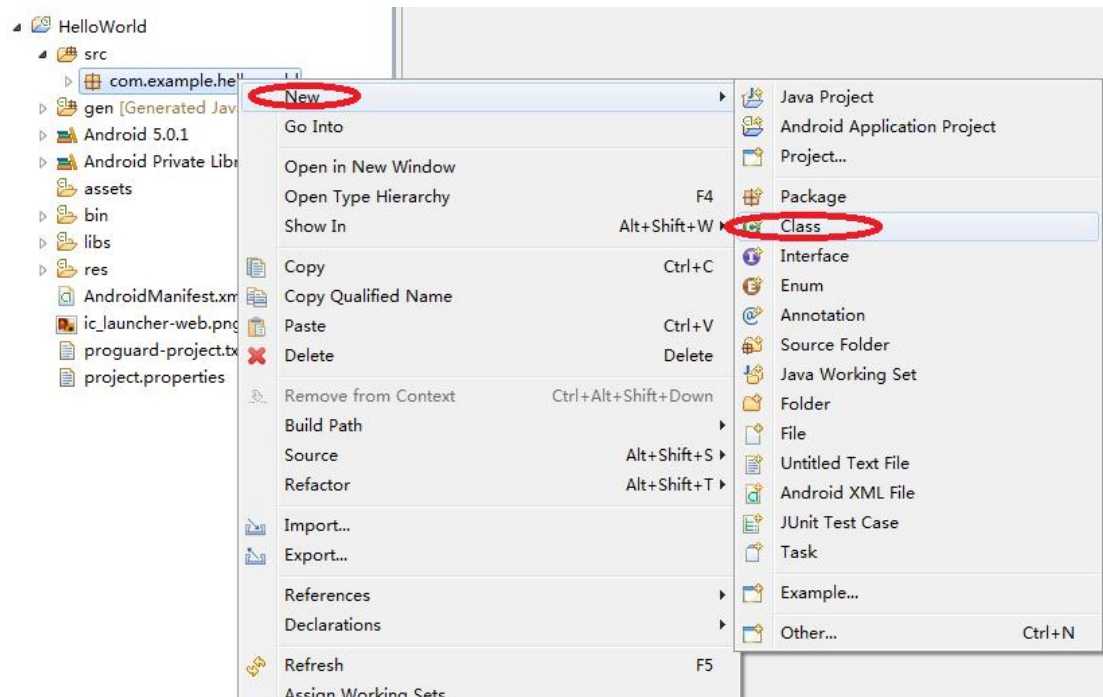 HelloWorld
src
com.example.hel
gen [Generated Jav
Android 5.0.1
Android Private Libr
assets
bin
libs
res
AndroidManifest.xm
ic_launcher-web.png
proguard-project.tx
project.properties
New
Go Into
Open in New Window
Open Type Hierarchy F4
Show In Alt+Shift+W
Copy Ctrl+C
Copy Qualified Name
Paste Ctrl+V
Delete Delete
Remove from Context Ctrl+Alt+Shift+Down
Build Path
Source Alt+Shift+S
Refactor Alt+Shift+T
Import...
Export...
References
Declarations
Refresh F5
Assign Working Sets
Java Project
Android Application Project
Project...
Package
Class
Interface
Enum
Annotation
Source Folder
Java Working Set
Folder
File
Untitled Text File
Android XML File
JUnit Test Case
Task
Example...
Other... Ctrl+N